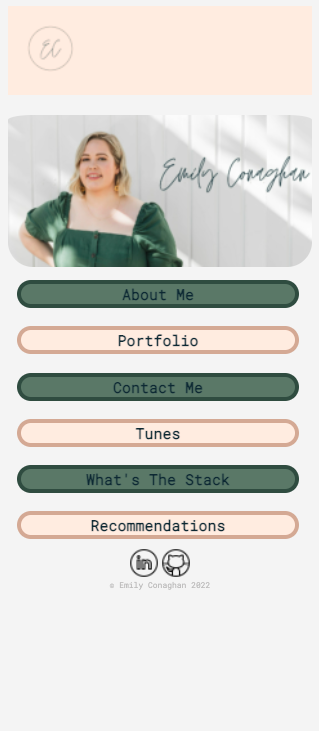 EC
Emily Conaghan
About Me
Portfolio
Contact Me
Tunes
What's The Stack
Recommendations
in
© Emily Conaghan 2022